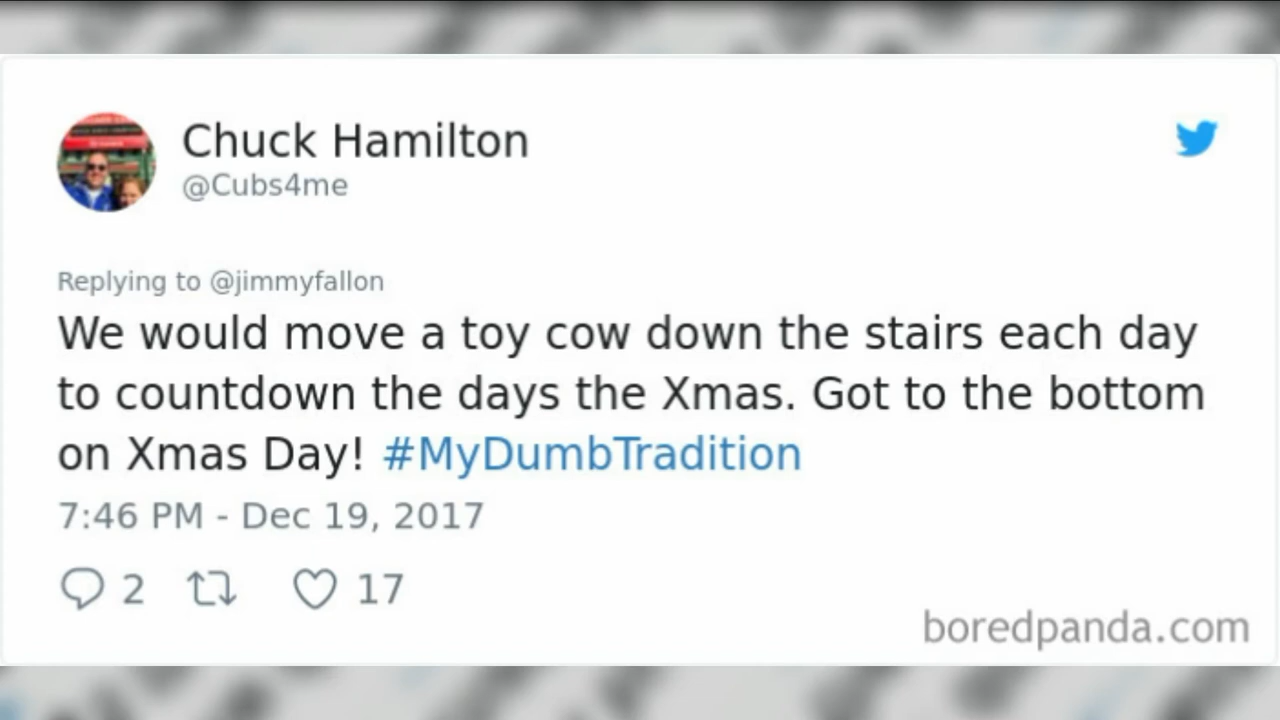 Chuck Hamilton
@Cubs4me
Replying to @jimmyfallon
We would move a toy cow down the stairs each day
to countdown the days the Xmas. Got to the bottom
on Xmas Day! #MyDumbTradition
7:46 PM - Dec 19, 2017
2 17
boredpanda.com